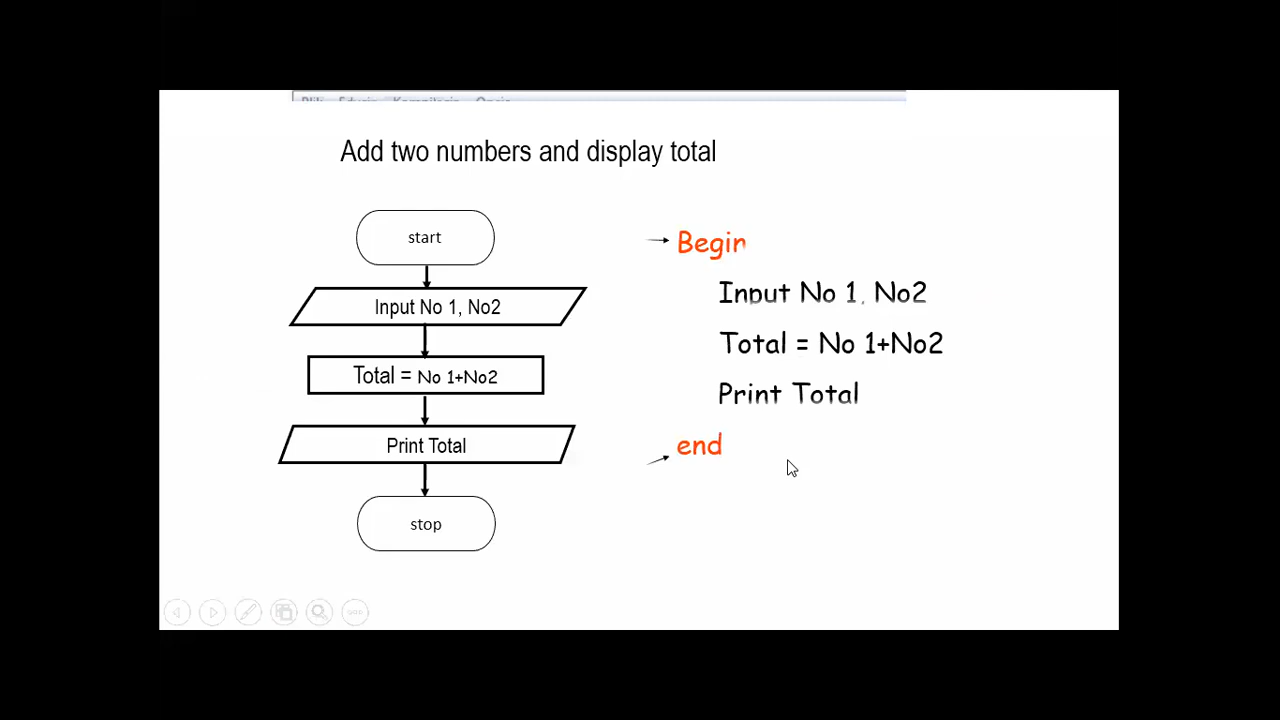 Add two numbers and display total
start
Input No 1, No2
Total = No 1+No2
Print Total
stop
Begin
Input No 1, No2
Total = No 1+No2
Print Total
end